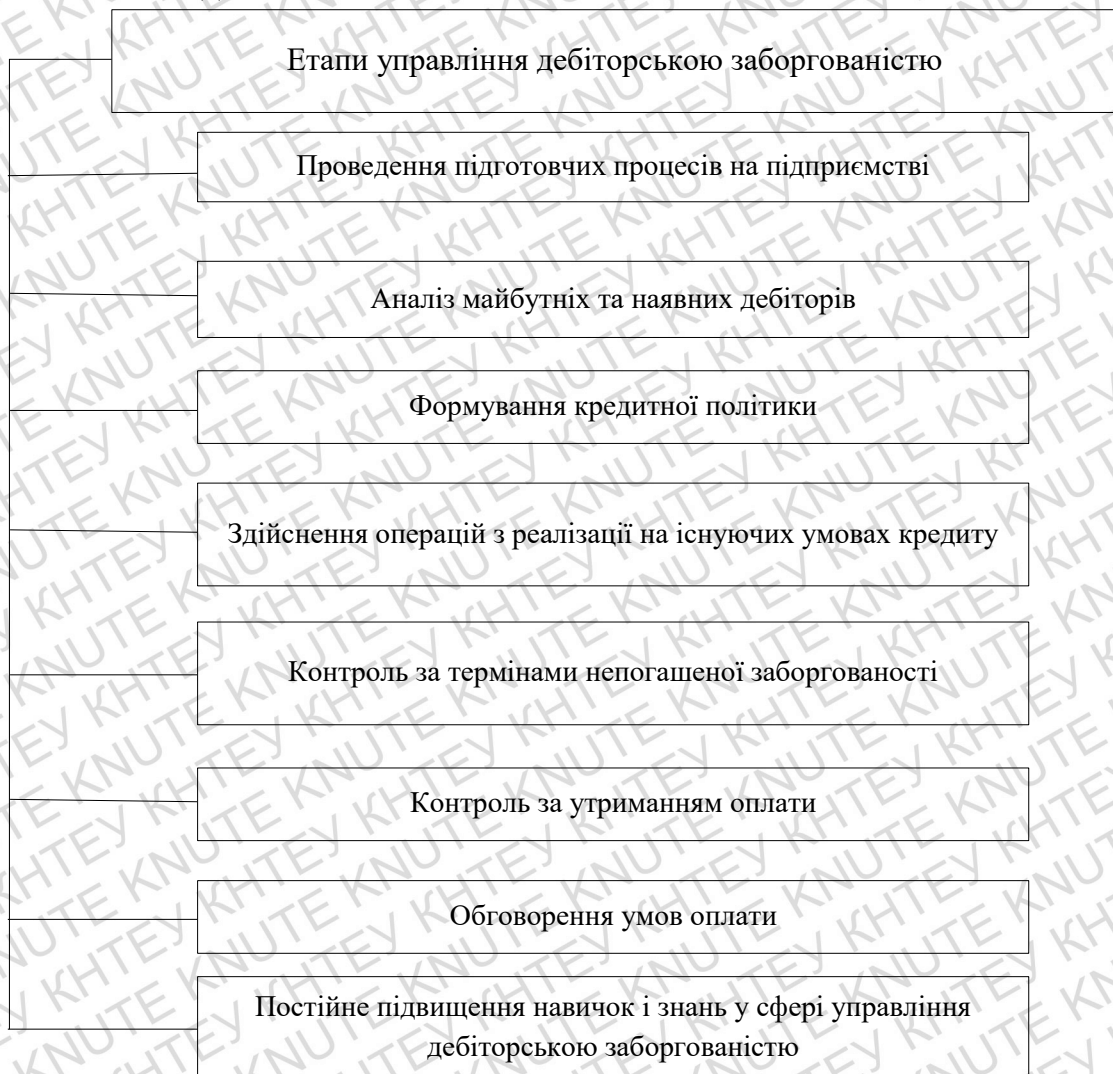 Етапи управління дебіторською заборгованістю
Проведення підготовчих процесів на підприємстві
Аналіз майбутніх та наявних дебіторів
Формування кредитної політики
Здійснення операцій з реалізації на існуючих умовах кредиту
Контроль за термінами непогашеної заборгованості
Контроль за утриманням оплати
Обговорення умов оплати
Постійне підвищення навичок і знань у сфері управління
дебіторською заборгованістю